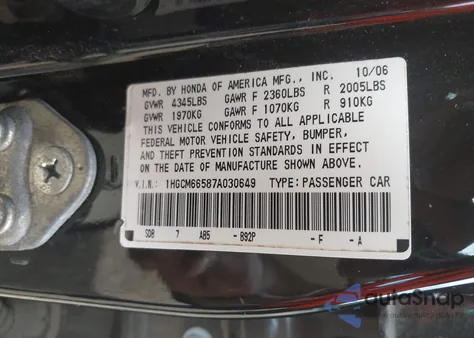 MFD. BY HONDA OF AMERICA MFG., INC. 10/06
GVWR 4345LBS GAWR F 2360LBS R 2005LBS
GVWR 1970KG GAWR F 1070KG R 910KG
THIS VEHICLE CONFORMS TO ALL APPLICABLE
FEDERAL MOTOR VEHICLE SAFETY, BUMPER,
AND THEFT PREVENTION STANDARDS IN EFFECT
ON THE DATE OF MANUFACTURE SHOWN ABOVE.
V.I.N.: 1HGCM66587A030649 TYPE: PASSENGER CAR
SDB 7 AB5 - B92P - F - A
autoSnap